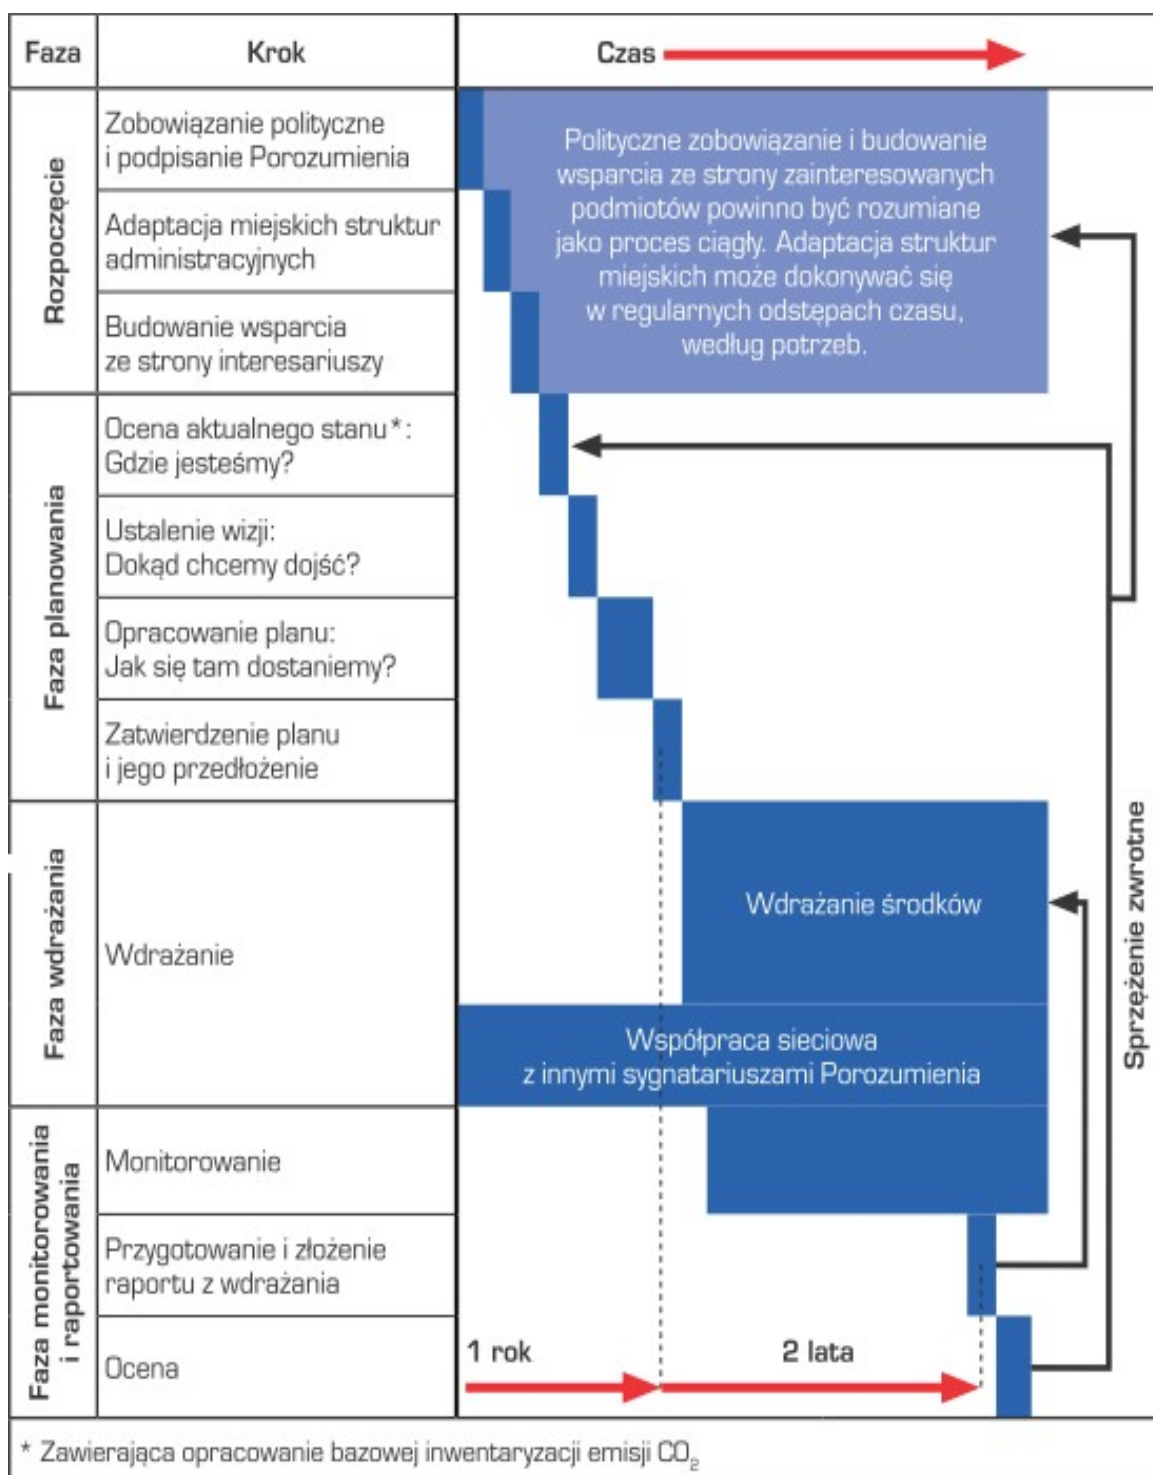 Faza
Krok
Czas
Rozpoczęcie
Zobowiązanie polityczne
i podpisanie Porozumienia
Adaptacja miejskich struktur
administracyjnych
Budowanie wsparcia
ze strony interesariuszy
Polityczne zobowiązanie i budowanie
wsparcia ze strony zainteresowanych
podmiotów powinno być rozumiane
jako proces ciągły. Adaptacja struktur
miejskich może dokonywać się
w regularnych odstępach czasu,
według potrzeb.
Faza planowania
Ocena aktualnego stanu*:
Gdzie jesteśmy?
Ustalenie wizji:
Dokąd chcemy dojść?
Opracowanie planu:
Jak się tam dostaniemy?
Zatwierdzenie planu
i jego przedłożenie
Faza wdrażania
Wdrażanie
Wdrażanie środków
Współpraca sieciowa
z innymi sygnatariuszami Porozumienia
Sprzężenie zwrotne
Faza monitorowania
i raportowania
Monitorowanie
Przygotowanie i złożenie
raportu z wdrażania
Ocena
1 rok
2 lata
* Zawierająca opracowanie bazowej inwentaryzacji emisji CO₂